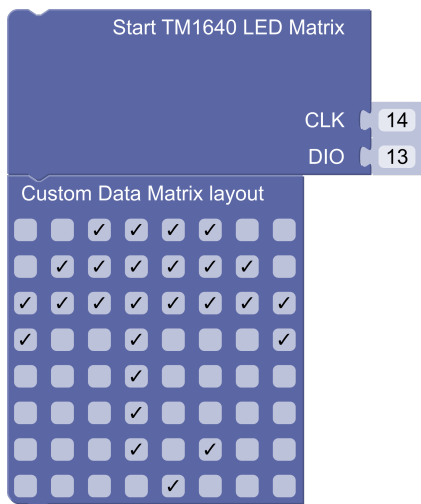 Start TM1640 LED Matrix
CLK 14
DIO 13
Custom Data Matrix layout